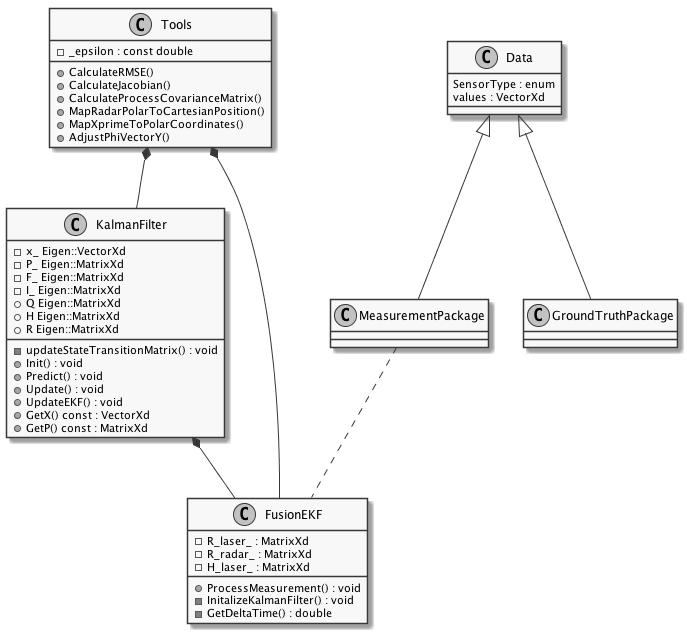 C Tools
_epsilon : const double
CalculateRMSE()
CalculateJacobian()
CalculateProcessCovarianceMatrix()
MapRadarPolarToCartesianPosition()
MapXprimeToPolarCoordinates()
AdjustPhiVectorY()
C Data
SensorType : enum
values : VectorXd
C KalmanFilter
x_ Eigen::VectorXd
P_ Eigen::MatrixXd
F_ Eigen::MatrixXd
I_ Eigen::MatrixXd
Q Eigen::MatrixXd
H Eigen::MatrixXd
R Eigen::MatrixXd
updateStateTransitionMatrix() : void
Init() : void
Predict() : void
Update() : void
UpdateEKF() : void
GetX() const : VectorXd
GetP() const : MatrixXd
C MeasurementPackage
C GroundTruthPackage
C FusionEKF
R_laser_ : MatrixXd
R_radar_ : MatrixXd
H_laser_ : MatrixXd
ProcessMeasurement() : void
InitalizeKalmanFilter() : void
GetDeltaTime() : double